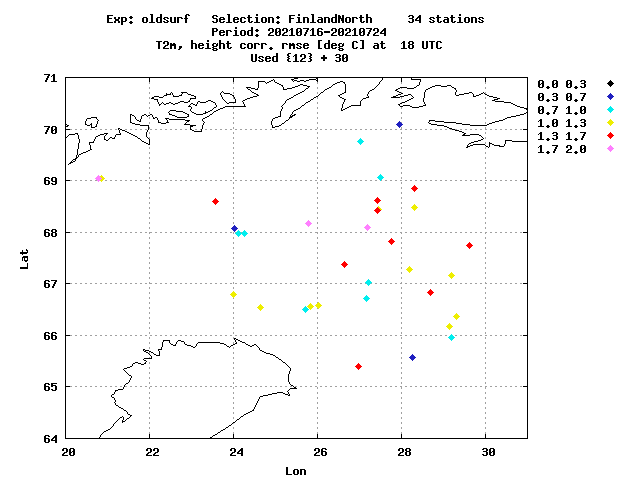 Exp: oldsurf Selection: FinlandNorth 34 stations
Period: 20210716-20210724
T2m, height corr. rmse [deg C] at 18 UTC
Used {12} + 30
71
70
69
68
67
66
65
64
Lat
20 22 24 26 28 30
Lon
0.0 0.3
0.3 0.7
0.7 1.0
1.0 1.3
1.3 1.7
1.7 2.0